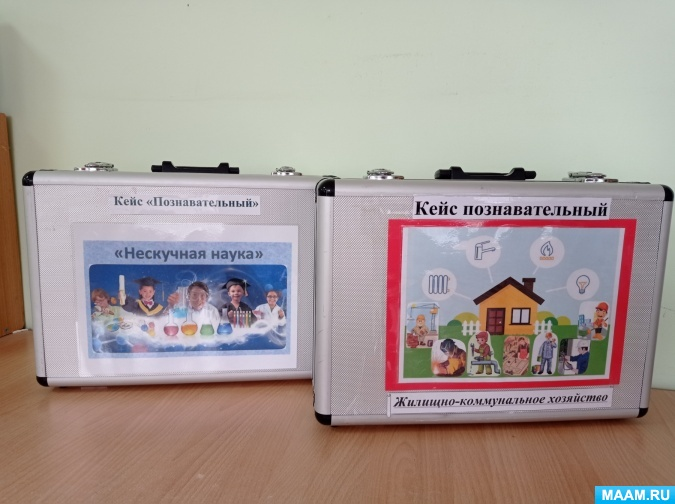 Кейс «Познавательный»
«Нескучная наука»
Кейс познавательный
Жилищно-коммунальное хозяйство
MAAM.RU